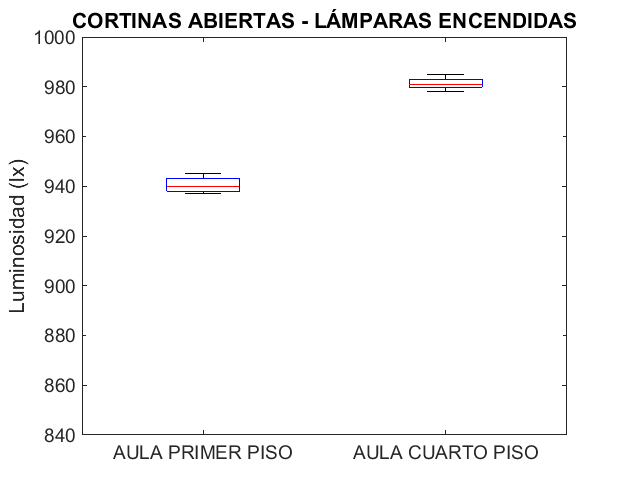 CORTINAS ABIERTAS - LÁMPARAS ENCENDIDAS
Luminosidad (lx)
1000
980
960
940
920
900
880
860
840
AULA PRIMER PISO
AULA CUARTO PISO